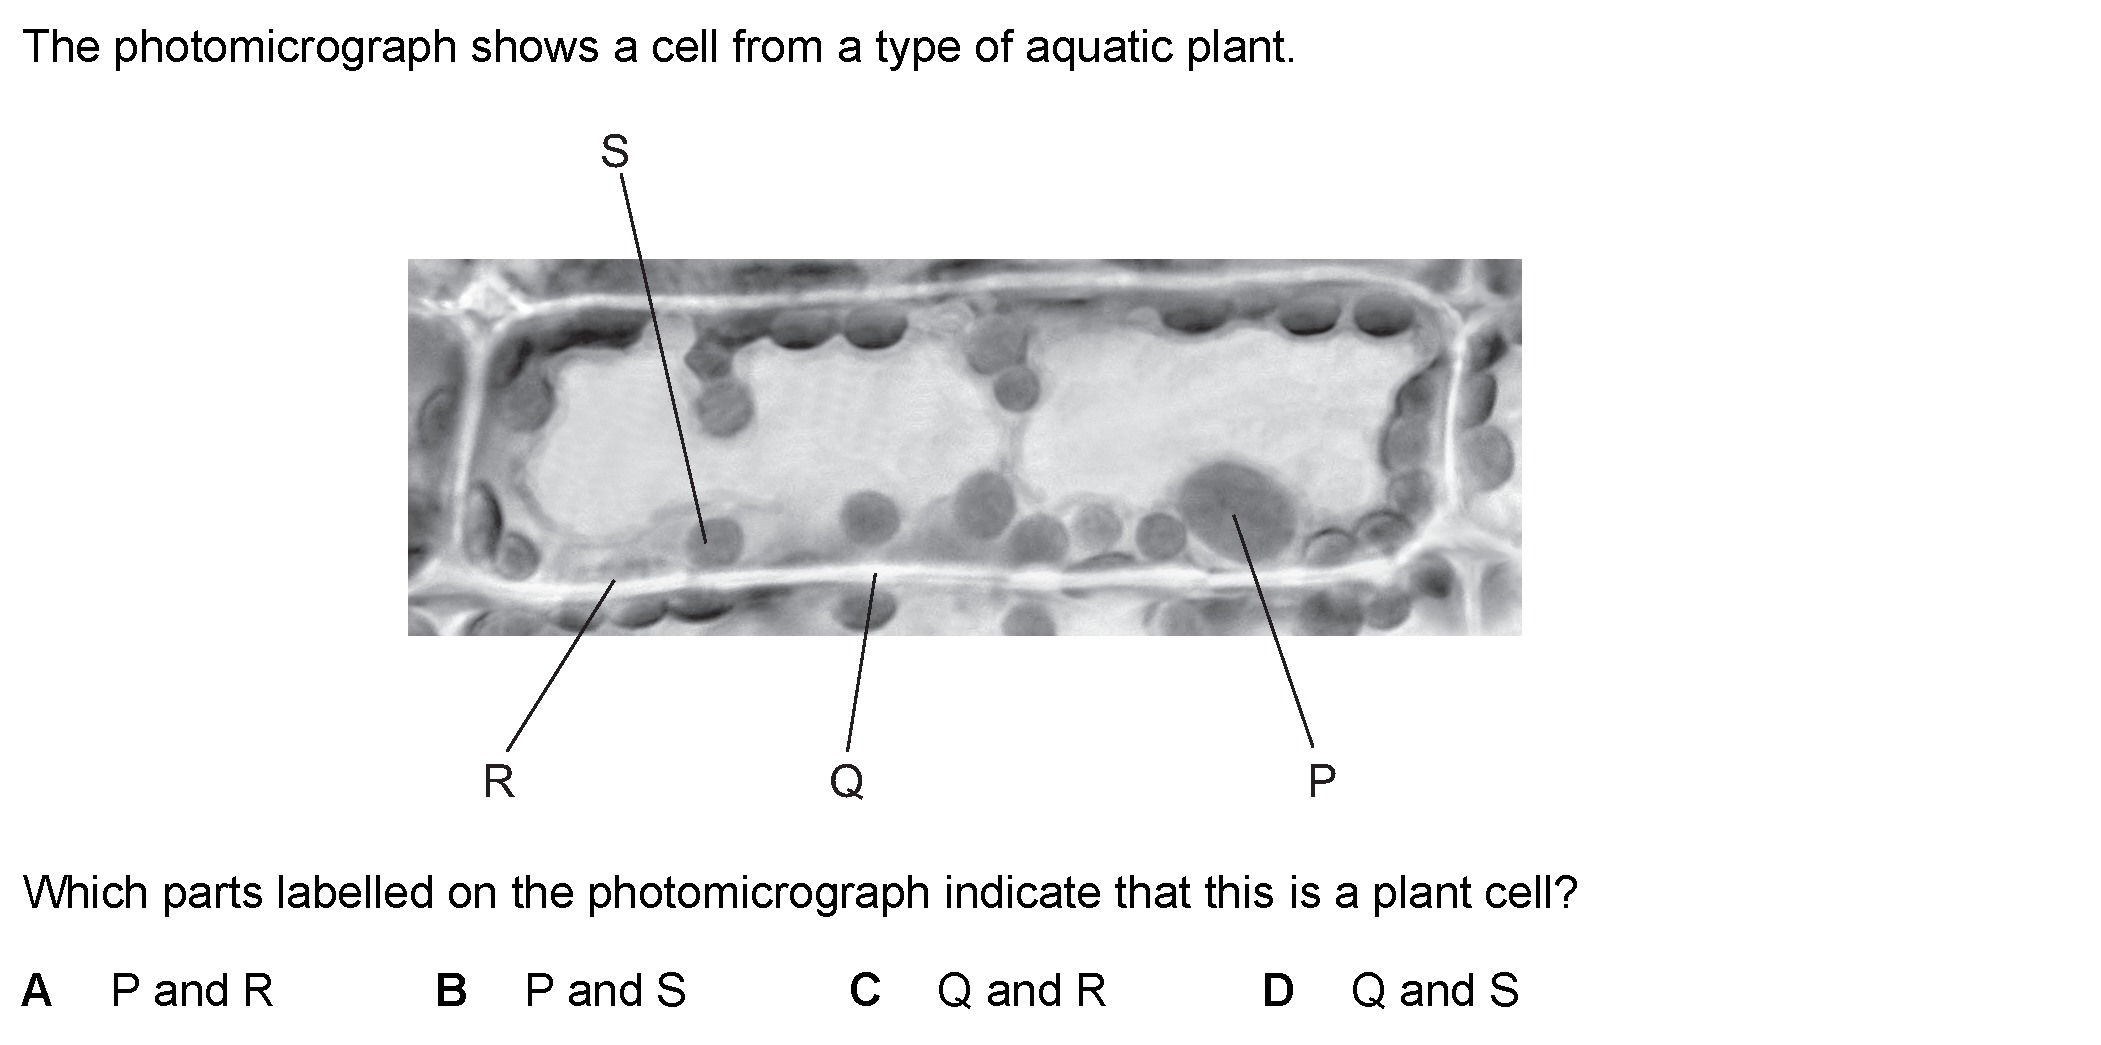 The photomicrograph shows a cell from a type of aquatic plant.
S
R
Q
P
Which parts labelled on the photomicrograph indicate that this is a plant cell?
A P and R B P and S C Q and R D Q and S